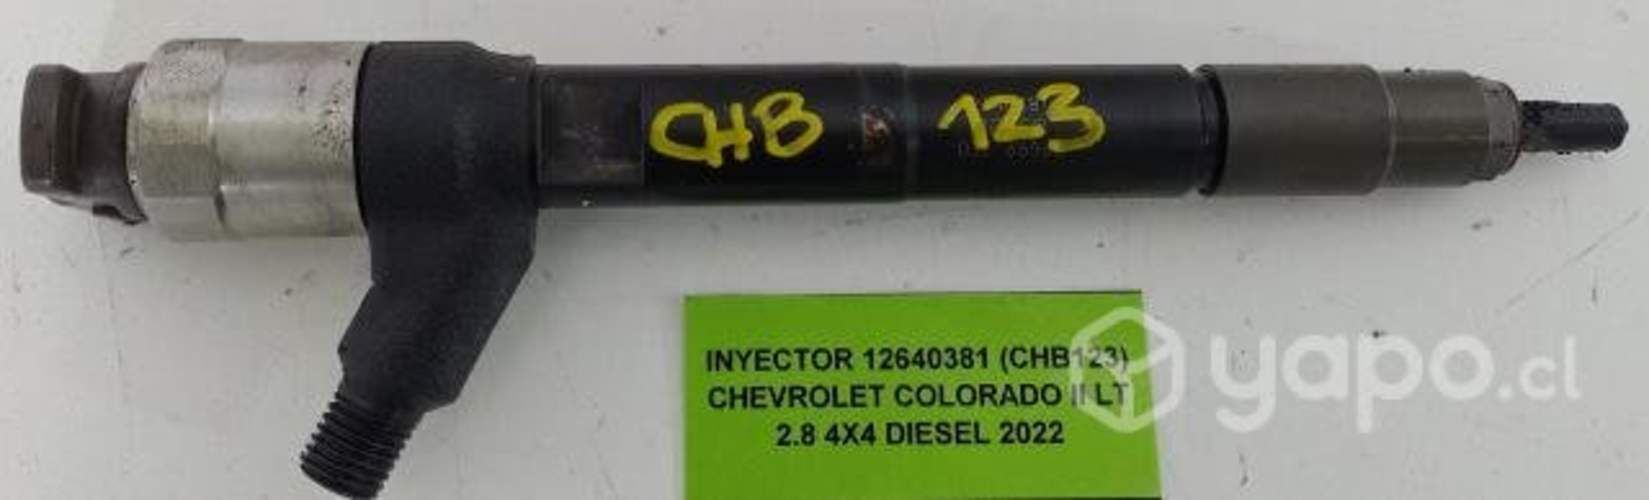 CHB 123
INYECTOR 12640381 (CHB123)
CHEVROLET COLORADO II LT
2.8 4X4 DIESEL 2022
yapo.cl